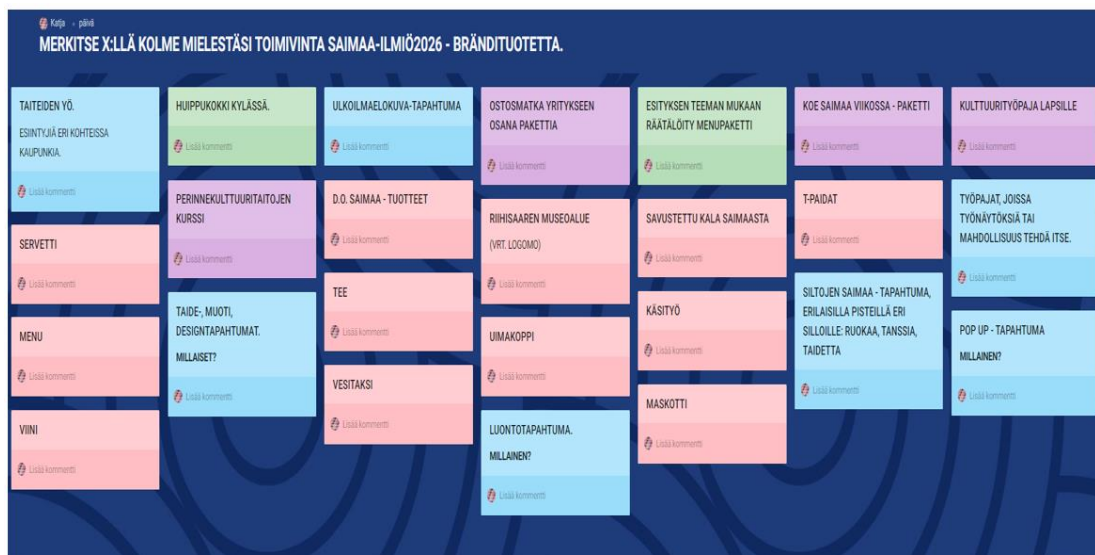 Katja
päivä
MERKITSE X:LLÄ KOLME MIELESTÄSI TOIMIVINTA SAIMAA-ILMIÖ2026 - BRÄNDITUOTETTA.
TAITEIDEN YÖ.
ESIINTYJIÄ ERI KOHTEISSA
KAUPUNKIA.
Lisää kommentti
SERVETTI
Lisää kommentti
MENU
Lisää kommentti
VIINI
Lisää kommentti
HUIPPUKOKKI KYLÄSSÄ.
Lisää kommentti
PERINNEKULTTUURITAITOJEN
KURSSI
Lisää kommentti
TAIDE-, MUOTI,
DESIGNTAPAHTUMAT.
MILLAISET?
Lisää kommentti
ULKOILMAELOKUVA-TAPAHTUMA
Lisää kommentti
D.O. SAIMAA - TUOTTEET
Lisää kommentti
TEE
Lisää kommentti
VESITAKSI
Lisää kommentti
OSTOSMATKA YRITYKSEEN
OSANA PAKETTIA
Lisää kommentti
RIIHISAAREN MUSEOALUE
(VRT. LOGOMO)
Lisää kommentti
UIMAKOPPI
Lisää kommentti
LUONTOTAPAHTUMA.
MILLAINEN?
Lisää kommentti
ESITYKSEN TEEMAN MUKAAN
RÄÄTÄLÖITY MENUPAKETTI
Lisää kommentti
SAVUSTETTU KALA SAIMAASTA
Lisää kommentti
KÄSITYÖ
Lisää kommentti
MASKOTTI
Lisää kommentti
KOE SAIMAA VIIKOSSA - PAKETTI
Lisää kommentti
T-PAIDAT
Lisää kommentti
SILTOJEN SAIMAA - TAPAHTUMA,
ERILAISILLA PISTEILLÄ ERI
SILLOILLE: RUOKAA, TANSSIA,
TAIDETTA
Lisää kommentti
KULTTUURITYÖPAJA LAPSILLE
Lisää kommentti
TYÖPAJAT, JOISSA
TYÖNÄYTÖKSIÄ TAI
MAHDOLLISUUS TEHDÄ ITSE.
Lisää kommentti
POP UP - TAPAHTUMA
MILLAINEN?
Lisää kommentti